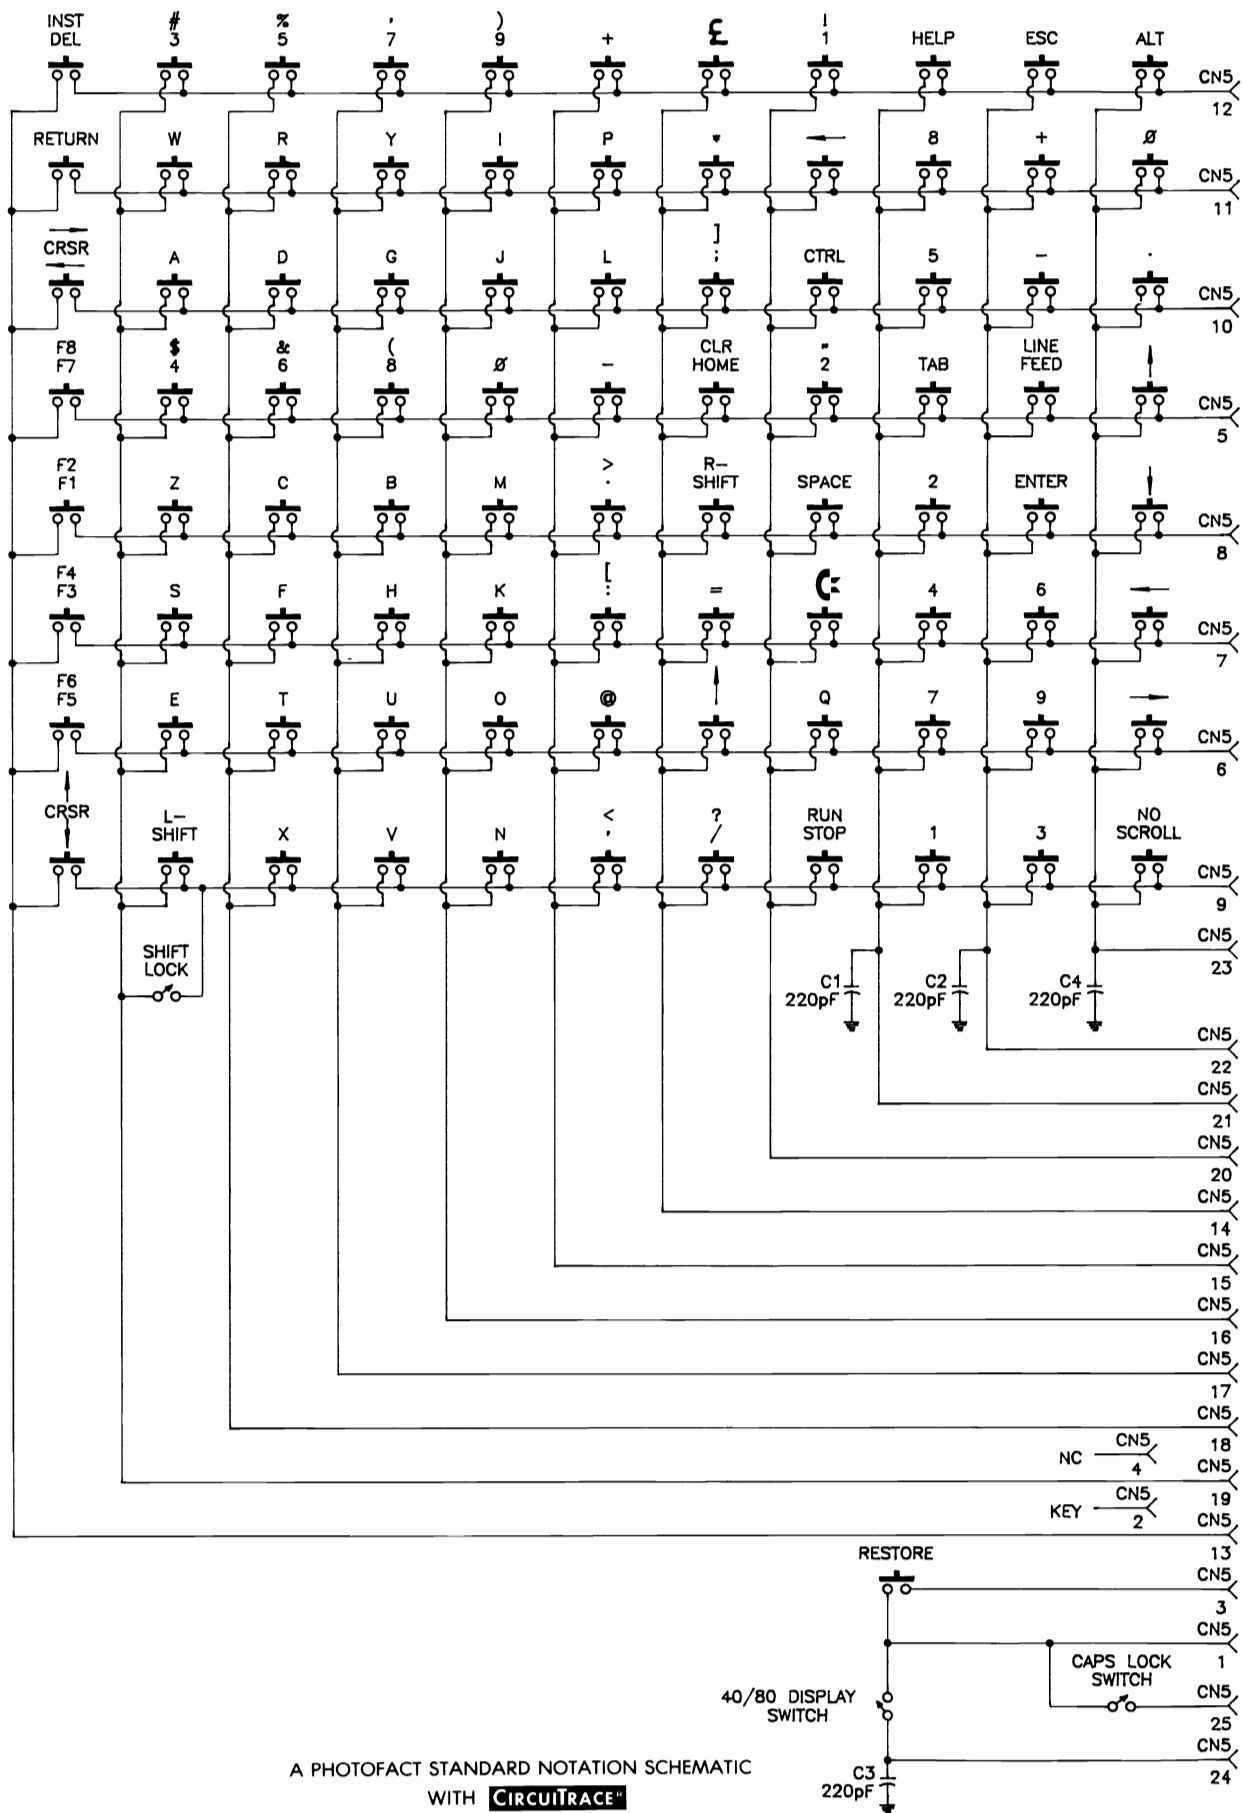 INST # % ' ) !
DEL 3 5 7 9 + £ 1 HELP ESC ALT
CN5
12
RETURN W R Y I P * ← 8 + Ø
CN5
11
→
CRSR
←
]
A D G J L ; CTRL 5 - .
CN5
10
F8 $ & ( CLR " LINE ↑
F7 4 6 8 Ø - HOME 2 TAB FEED
CN5
5
F2 > R-
F1 Z C B M . SHIFT SPACE 2 ENTER ↓
CN5
8
F4 [
F3 S F H K : = C= 4 6 ←
CN5
7
F6
F5 E T U O @ ↑ Q 7 9 →
CN5
6
↑
CRSR
↓
L- < ? RUN NO
SHIFT X V N , / STOP 1 3 SCROLL
CN5
9
SHIFT
LOCK
CN5
23
C1
220pF
C2
220pF
C4
220pF
CN5
22
CN5
21
CN5
20
CN5
14
CN5
15
CN5
16
CN5
17
CN5
18
NC CN5
4
CN5
19
KEY CN5
2
CN5
13
RESTORE
CN5
3
CN5
1
CAPS LOCK
SWITCH
CN5
25
40/80 DISPLAY
SWITCH
CN5
24
C3
220pF
A PHOTOFACT STANDARD NOTATION SCHEMATIC
WITH CIRCUITRACE®